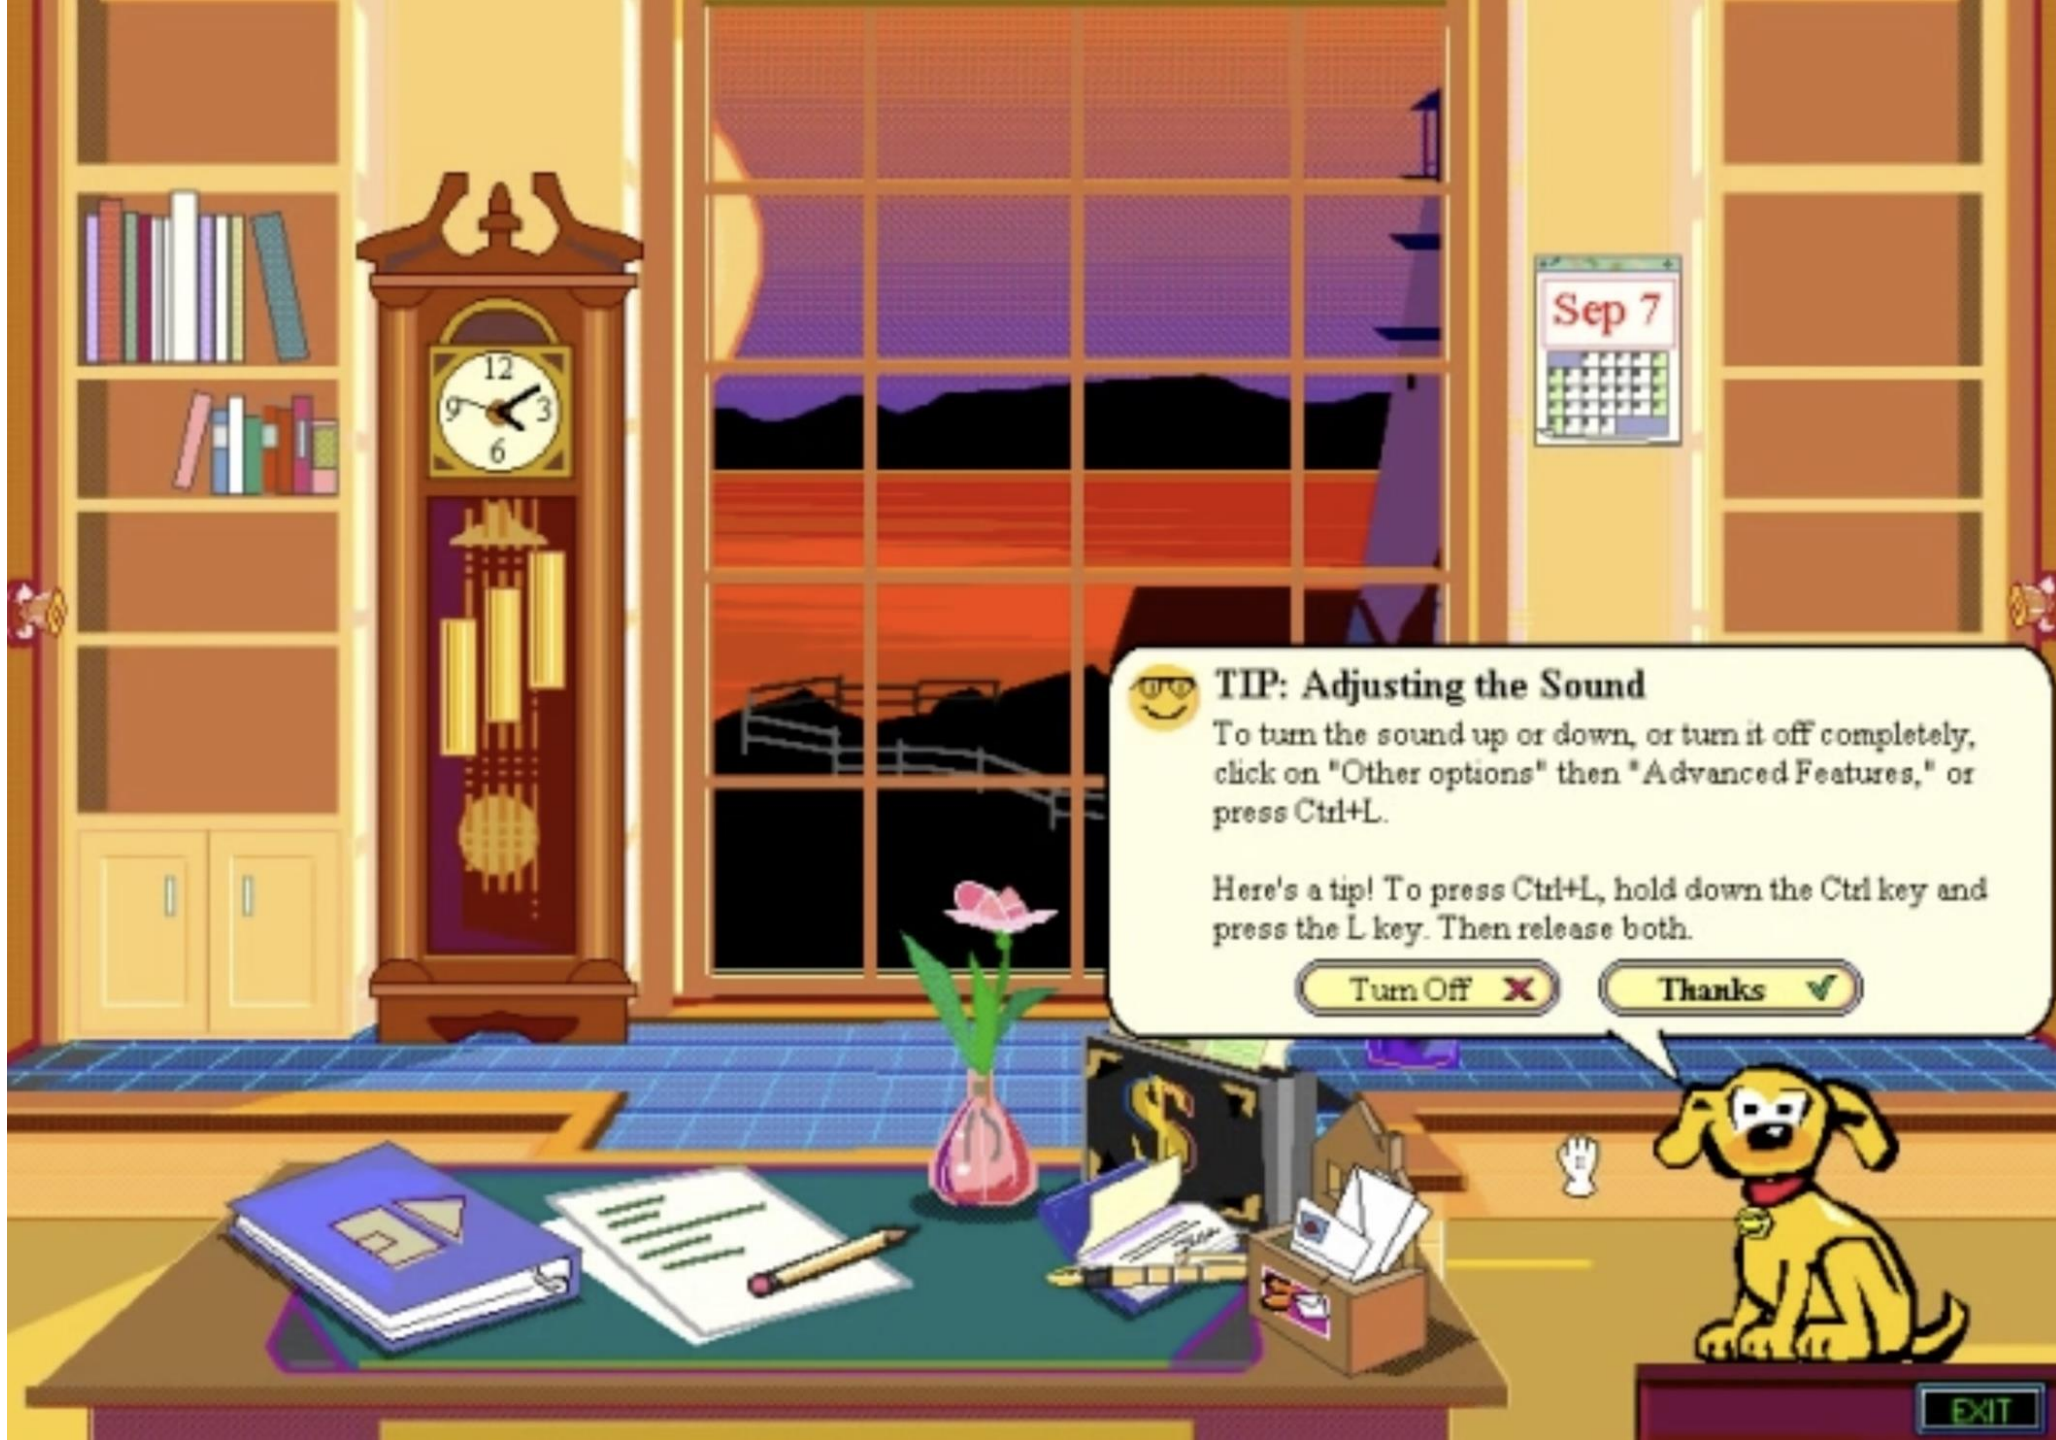 12
9 3
6
Sep 7
TIP: Adjusting the Sound
To turn the sound up or down, or turn it off completely,
click on "Other options" then "Advanced Features," or
press Ctrl+L.
Here's a tip! To press Ctrl+L, hold down the Ctrl key and
press the L key. Then release both.
Turn Off
Thanks
$
EXIT